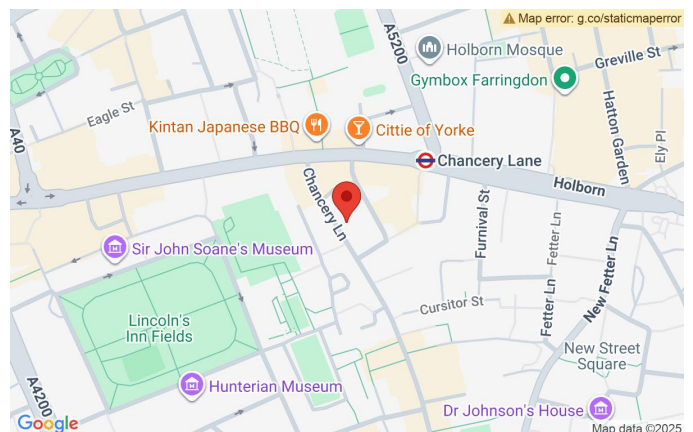 Map error: g.co/staticmaperror
A5200
Holborn Mosque
Greville St
Gymbox Farringdon
Eagle St
Hatton Garden
Kintan Japanese BBQ
Cittie of Yorke
A40
Ely Pl
Chancery Lane
Holborn
Chancery Ln
Furnival St
Sir John Soane's Museum
Fetter Ln
New Fetter Ln
Cursitor St
Lincoln's
Inn Fields
Fetter Ln
New Street
Square
A4200
Hunterian Museum
Dr Johnson's House
Google
Map data ©2025